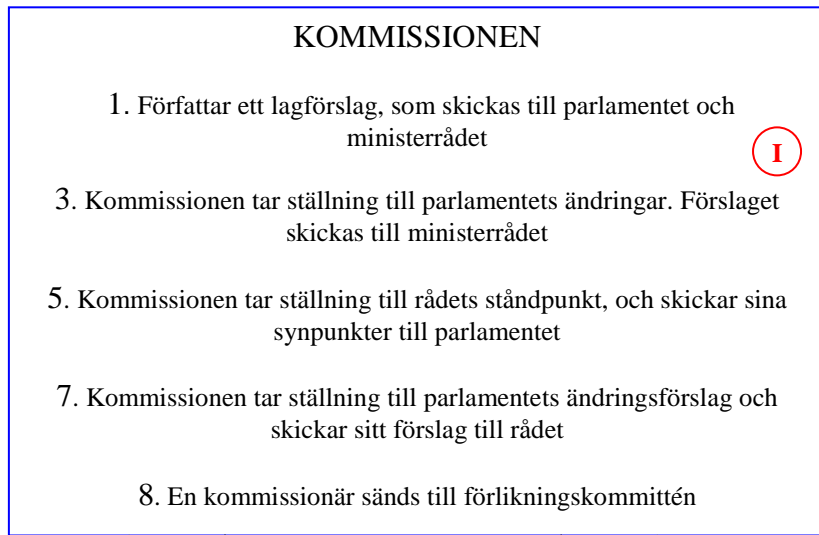 KOMMISSIONEN
1. Författar ett lagförslag, som skickas till parlamentet och
ministerrådet
I
3. Kommissionen tar ställning till parlamentets ändringar. Förslaget
skickas till ministerrådet
5. Kommissionen tar ställning till rådets ståndpunkt, och skickar sina
synpunkter till parlamentet
7. Kommissionen tar ställning till parlamentets ändringsförslag och
skickar sitt förslag till rådet
8. En kommissionär sänds till förlikningskommittén